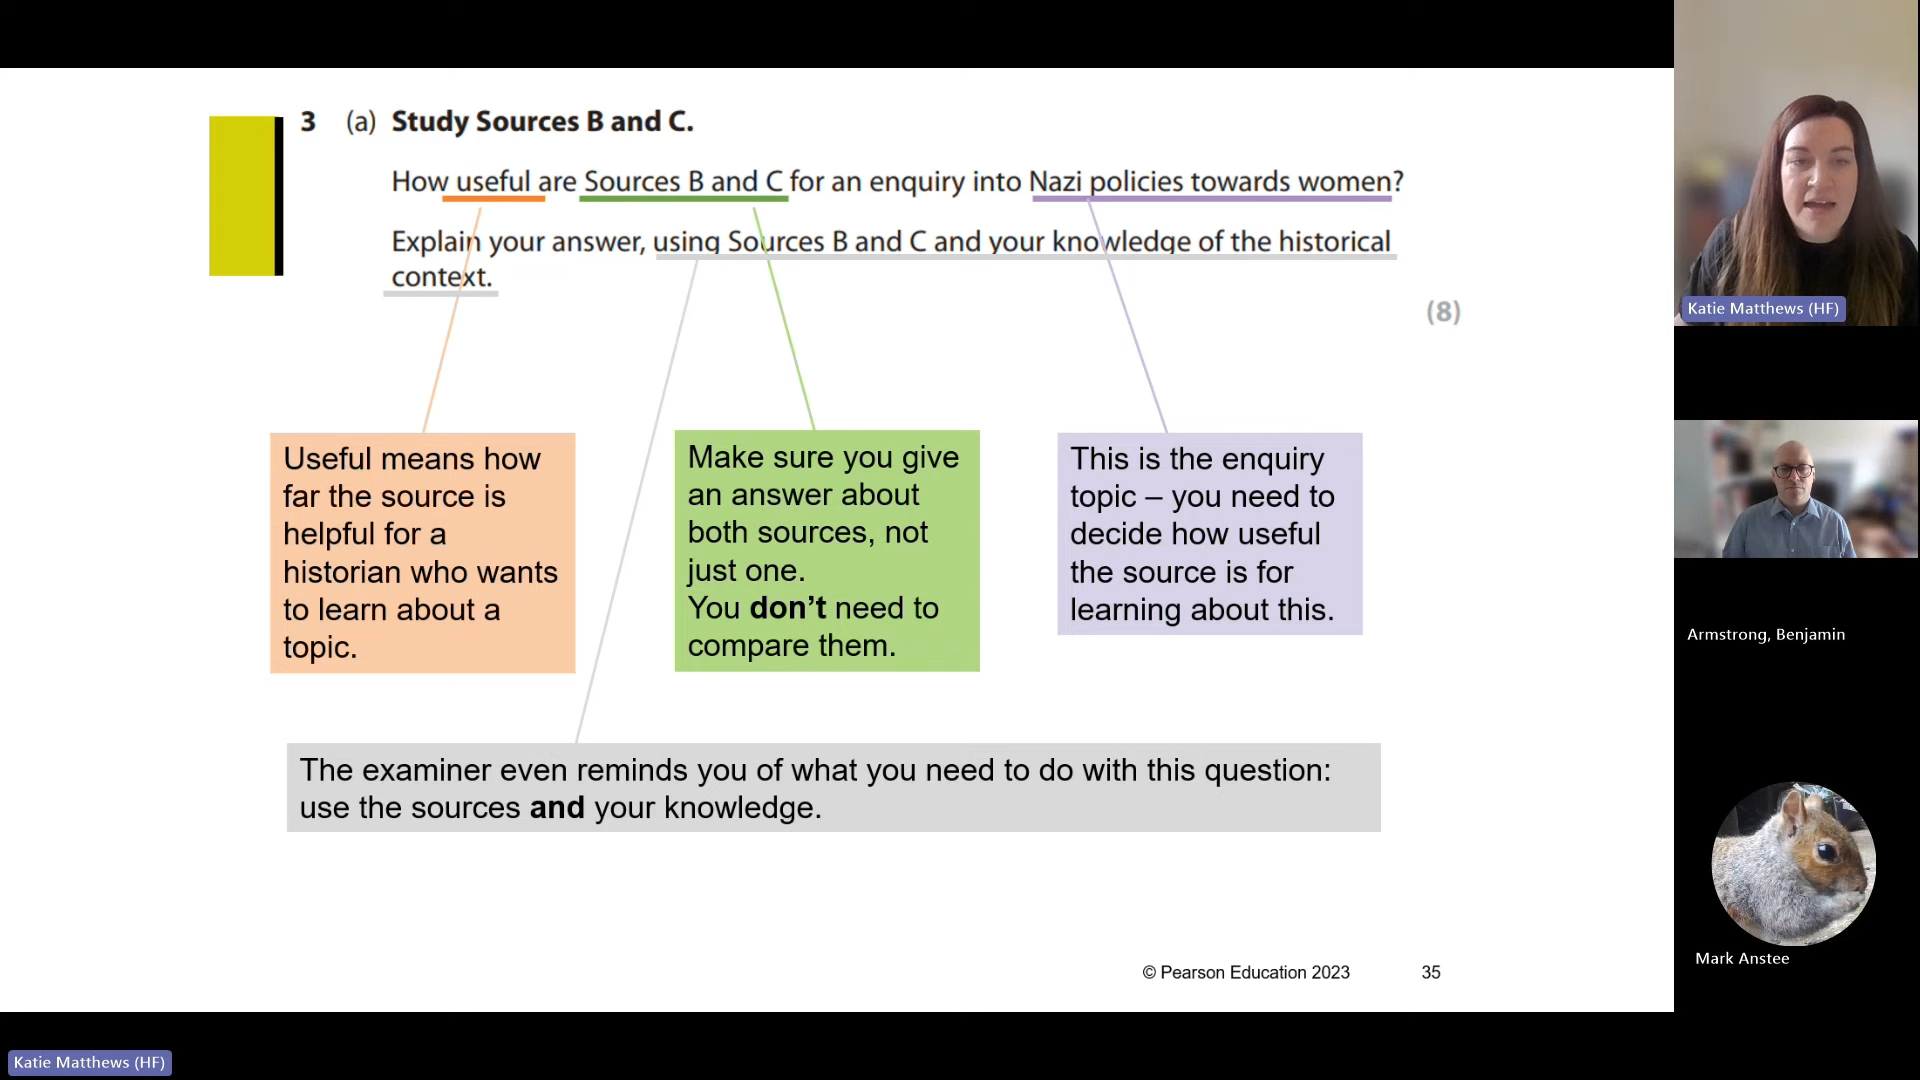 3 (a) Study Sources B and C.
How useful are Sources B and C for an enquiry into Nazi policies towards women?
Explain your answer, using Sources B and C and your knowledge of the historical
context.
(8)
Useful means how
far the source is
helpful for a
historian who wants
to learn about a
topic.
Make sure you give
an answer about
both sources, not
just one.
You don’t need to
compare them.
This is the enquiry
topic – you need to
decide how useful
the source is for
learning about this.
The examiner even reminds you of what you need to do with this question:
use the sources and your knowledge.
© Pearson Education 2023 35
Katie Matthews (HF)
Armstrong, Benjamin
Mark Anstee
Katie Matthews (HF)